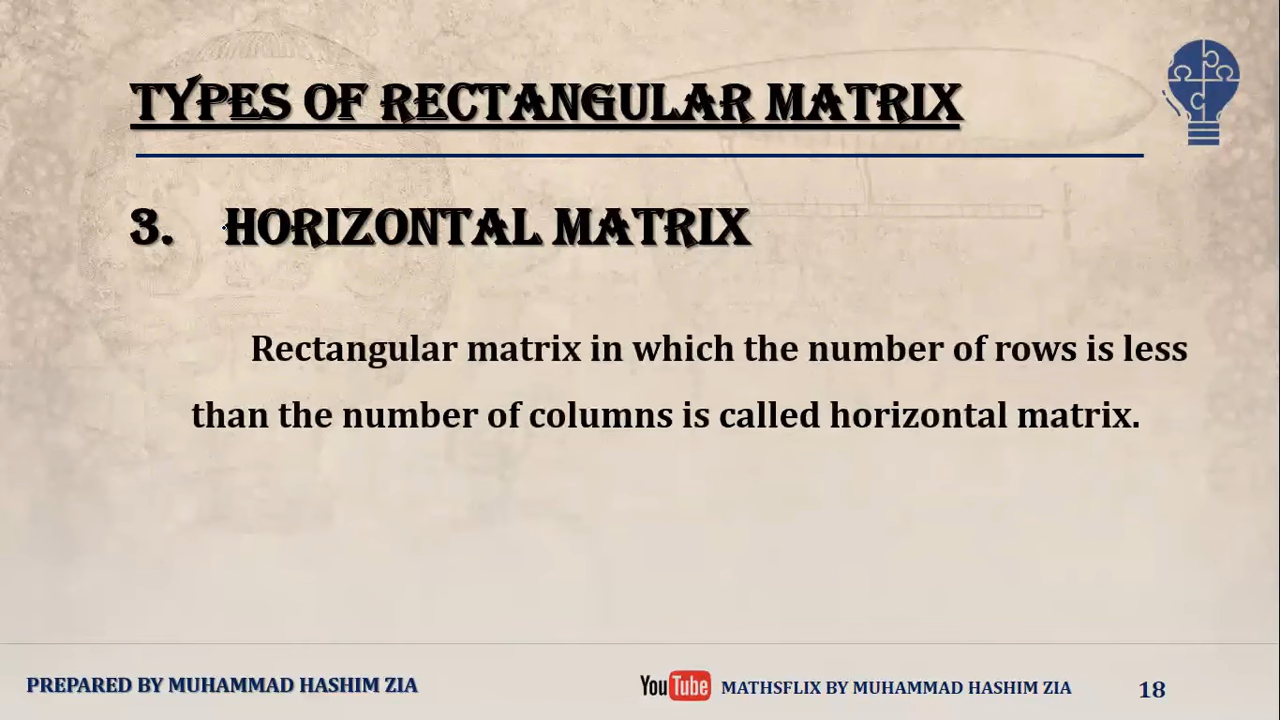 TYPES OF RECTANGULAR MATRIX
3. HORIZONTAL MATRIX
Rectangular matrix in which the number of rows is less
than the number of columns is called horizontal matrix.
PREPARED BY MUHAMMAD HASHIM ZIA
YouTube MATHSFLIX BY MUHAMMAD HASHIM ZIA 18